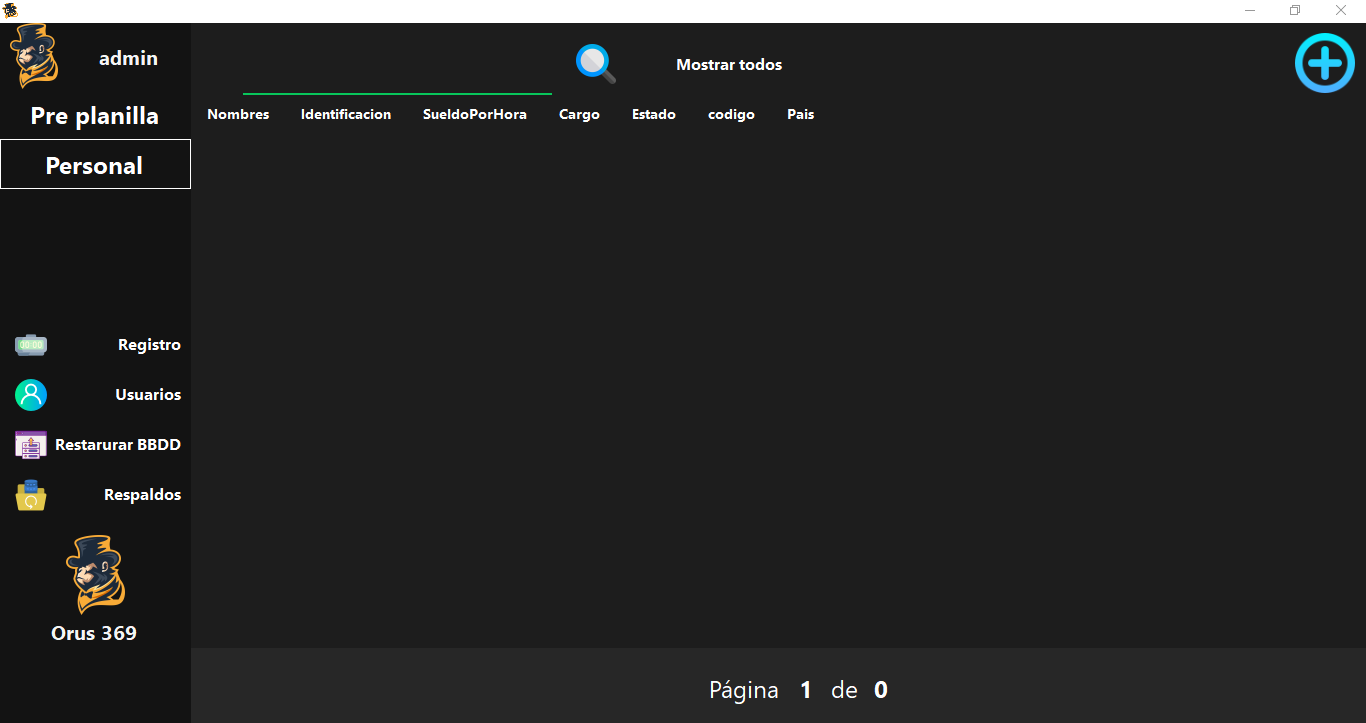 admin
Pre planilla
Personal
Mostrar todos
Nombres Identificacion SueldoPorHora Cargo Estado codigo Pais
00:00 Registro
Usuarios
Restarurar BBDD
Respaldos
Orus 369
Página 1 de 0